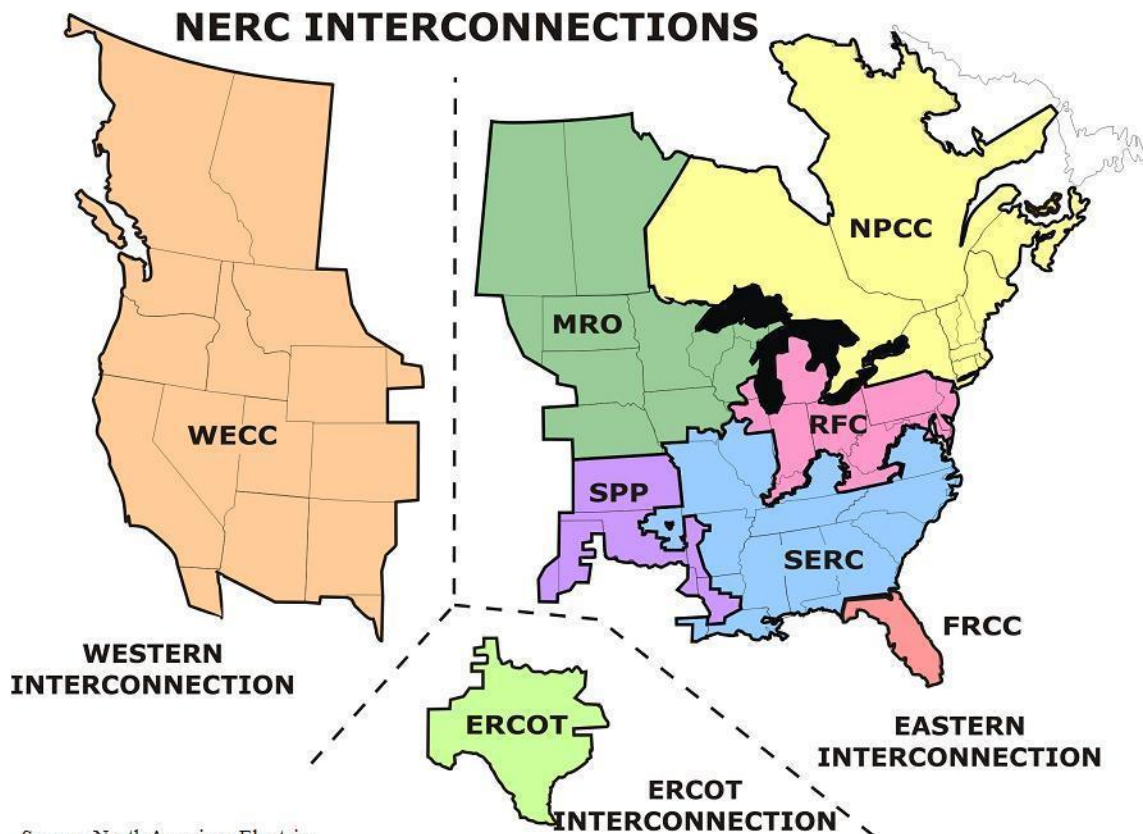 NERC INTERCONNECTIONS
NPCC
MRO
RFC
WECC
SPP
SERC
FRCC
WESTERN
INTERCONNECTION
ERCOT
EASTERN
INTERCONNECTION
ERCOT
INTERCONNECTION